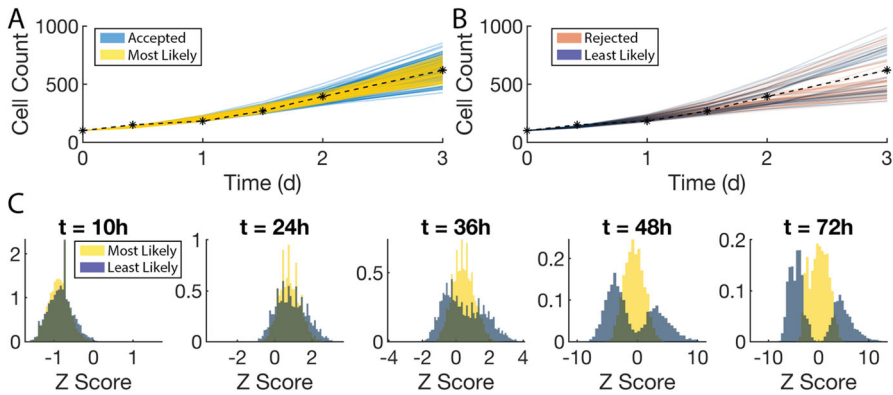 A
1000
500
0
Cell Count
Accepted
Most Likely
0
1
2
3
Time (d)
B
1000
500
0
Cell Count
Rejected
Least Likely
0
1
2
3
Time (d)
C
t = 10h
2
1
0
-1
0
1
Z Score
Most Likely
Least Likely
t = 24h
1
0.5
0
-2
0
2
Z Score
t = 36h
0.5
0
-4
-2
0
2
4
Z Score
t = 48h
0.2
0.1
0
-10
0
10
Z Score
t = 72h
0.2
0.1
0
-10
0
10
Z Score